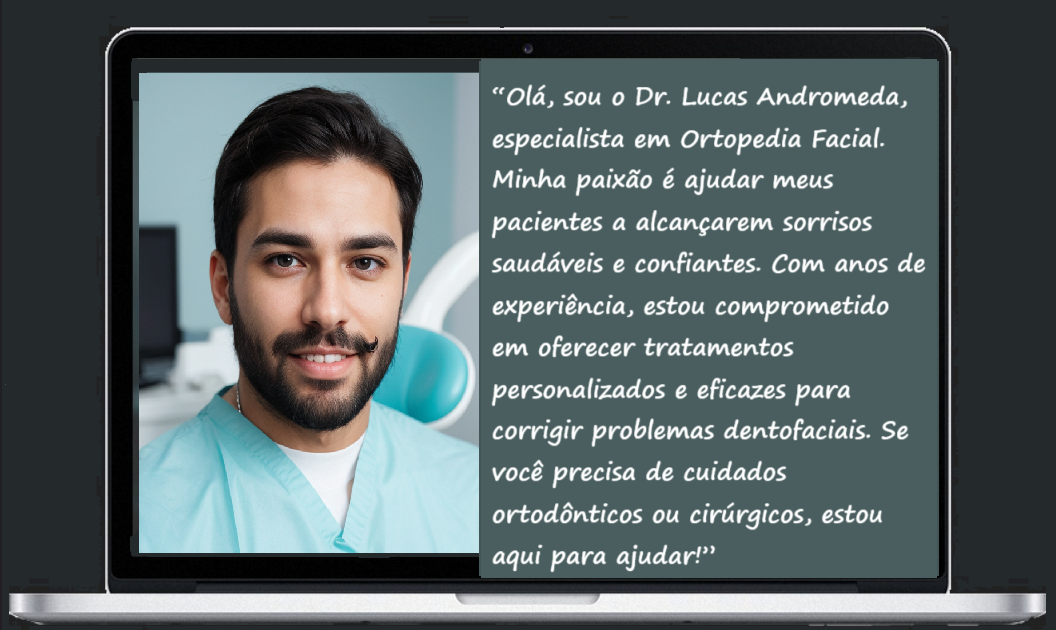 “Olá, sou o Dr. Lucas Andromeda,
especialista em Ortopedia Facial.
Minha paixão é ajudar meus
pacientes a alcançarem sorrisos
saudáveis e confiantes. Com anos de
experiência, estou comprometido
em oferecer tratamentos
personalizados e eficazes para
corrigir problemas dentofaciais. Se
você precisa de cuidados
ortodônticos ou cirúrgicos, estou
aqui para ajudar!”